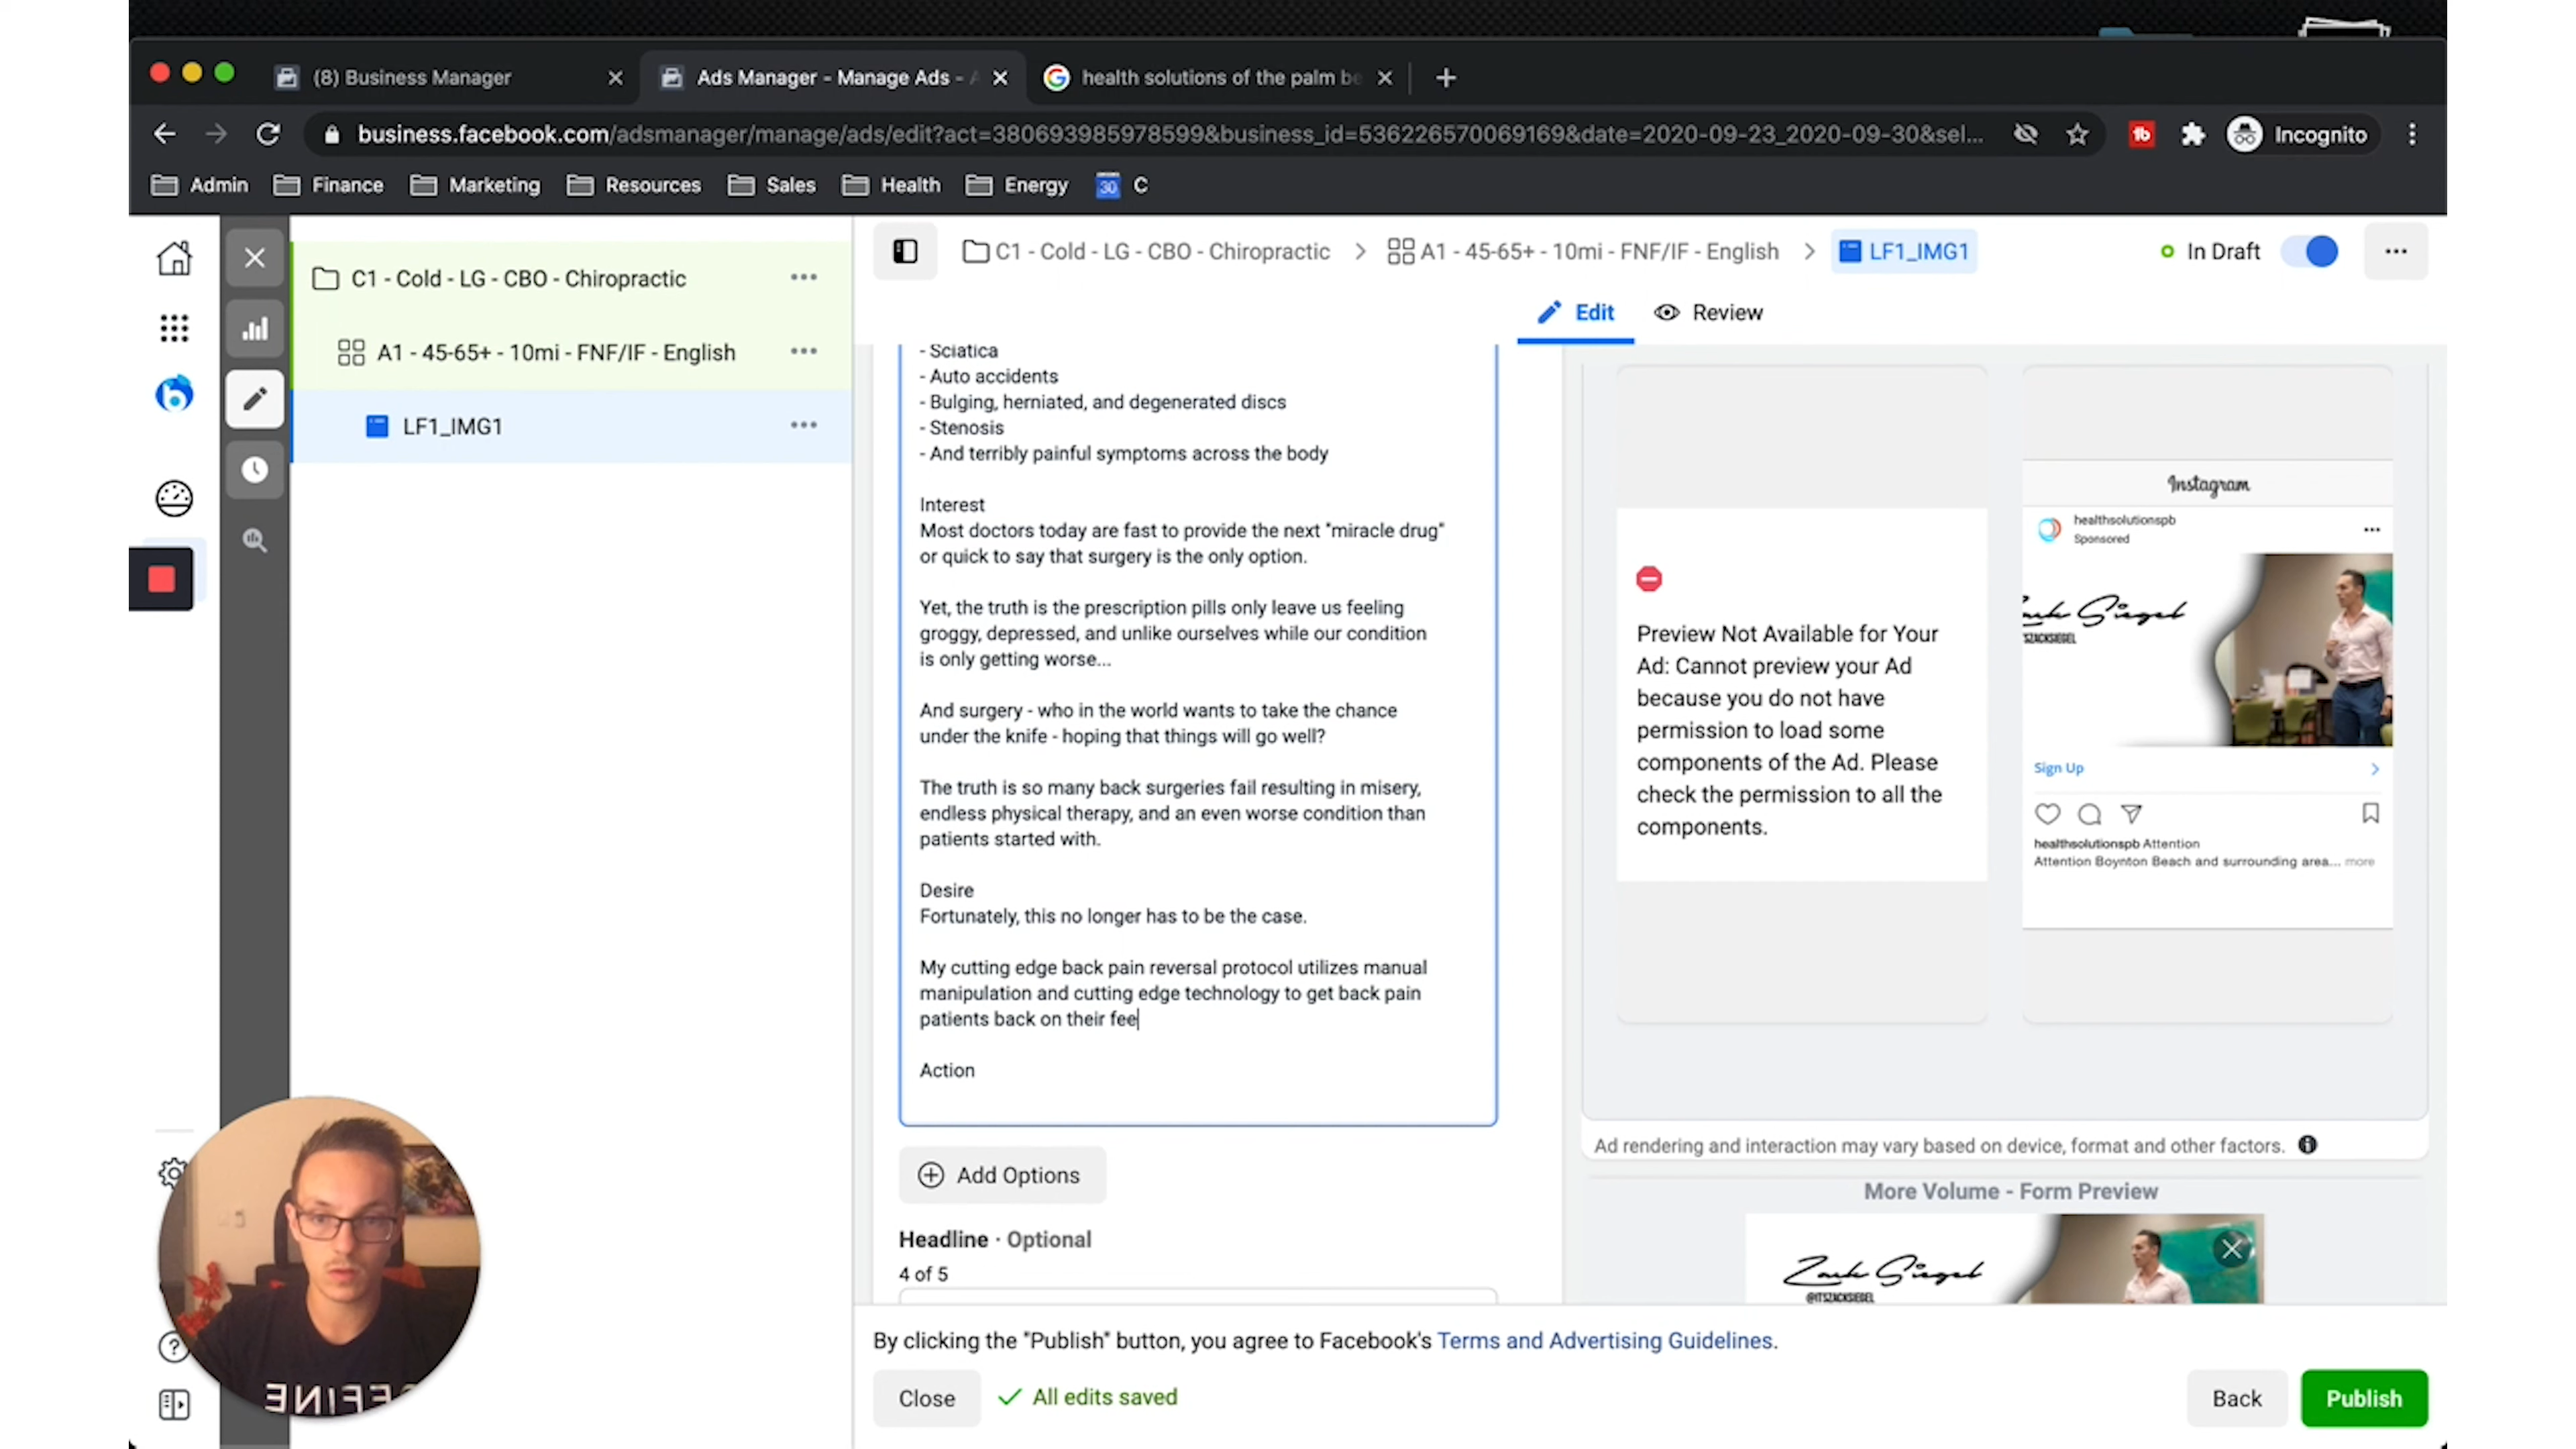 (8) Business Manager
Ads Manager - Manage Ads - A
health solutions of the palm be
business.facebook.com/adsmanager/manage/ads/edit?act=380693985978599&business_id=536226570069169&date=2020-09-23_2020-09-30&sel...
Incognito
Admin
Finance
Marketing
Resources
Sales
Health
Energy
30
C
C1 - Cold - LG - CBO - Chiropractic
A1 - 45-65+ - 10mi - FNF/IF - English
LF1_IMG1
C1 - Cold - LG - CBO - Chiropractic
A1 - 45-65+ - 10mi - FNF/IF - English
LF1_IMG1
In Draft
Edit
Review
- Sciatica
- Auto accidents
- Bulging, herniated, and degenerated discs
- Stenosis
- And terribly painful symptoms across the body
Interest
Most doctors today are fast to provide the next "miracle drug"
or quick to say that surgery is the only option.
Yet, the truth is the prescription pills only leave us feeling
groggy, depressed, and unlike ourselves while our condition
is only getting worse...
And surgery - who in the world wants to take the chance
under the knife - hoping that things will go well?
The truth is so many back surgeries fail resulting in misery,
endless physical therapy, and an even worse condition than
patients started with.
Desire
Fortunately, this no longer has to be the case.
My cutting edge back pain reversal protocol utilizes manual
manipulation and cutting edge technology to get back pain
patients back on their fee
Action
Add Options
Headline · Optional
4 of 5
Preview Not Available for Your
Ad: Cannot preview your Ad
because you do not have
permission to load some
components of the Ad. Please
check the permission to all the
components.
Instagram
healthsolutionspb
Sponsored
Zack Siegel
TSZACKSIEGEL
Sign Up
healthsolutionspb Attention
Attention Boynton Beach and surrounding area... more
Ad rendering and interaction may vary based on device, format and other factors.
More Volume - Form Preview
Zack Siegel
@ITSZACKSIEGEL
By clicking the "Publish" button, you agree to Facebook's Terms and Advertising Guidelines.
Close
All edits saved
Back
Publish